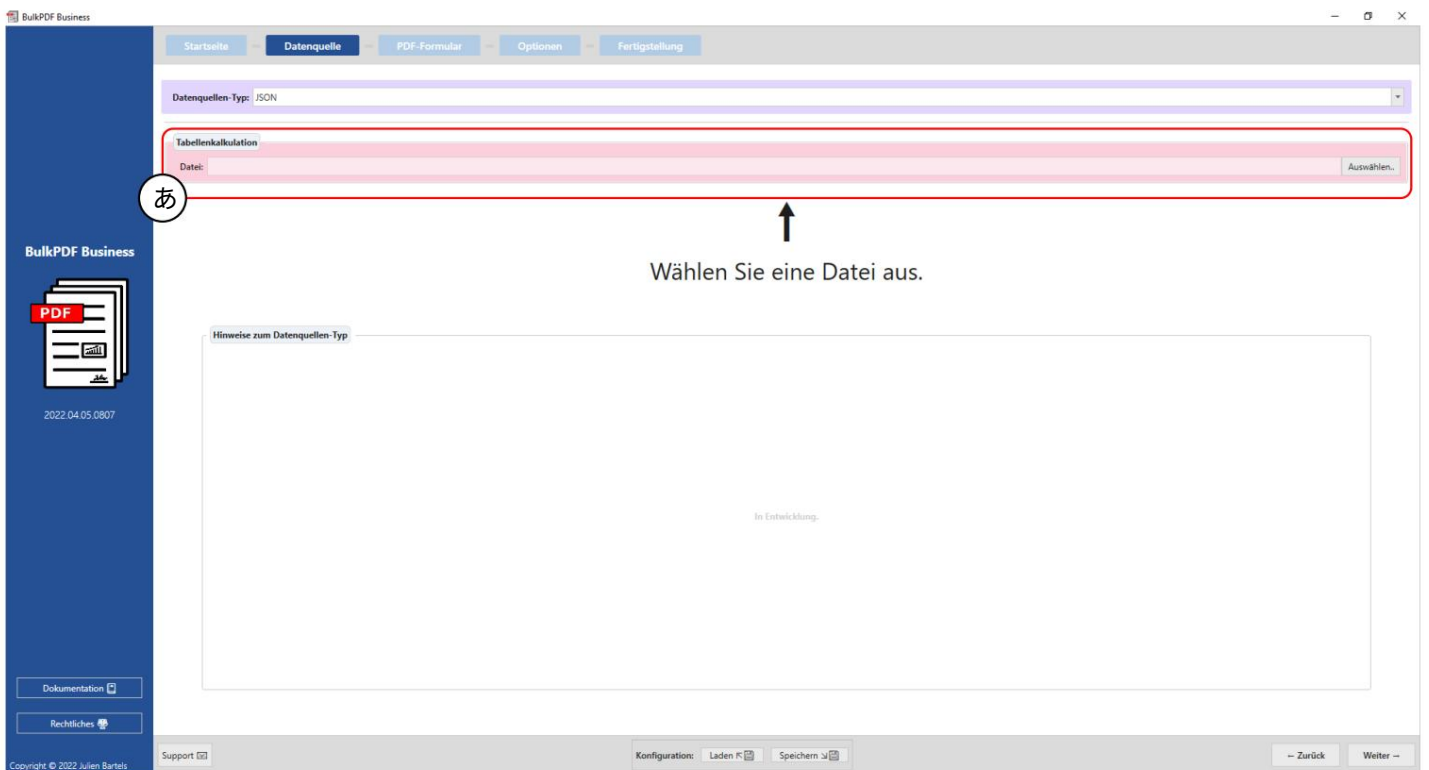 BulkPDF Business
Startseite Datenquelle PDF-Formular Optionen Fertigstellung
Datenquellen-Typ: JSON
Tabellenkalkulation
Datei: Auswählen..
あ
Wählen Sie eine Datei aus.
BulkPDF Business
PDF
2022.04.05.0807
Hinweise zum Datenquellen-Typ
In Entwicklung.
Dokumentation
Rechtliches
Copyright © 2022 Julien Bartels
Support
Konfiguration: Laden Speichern
← Zurück Weiter →